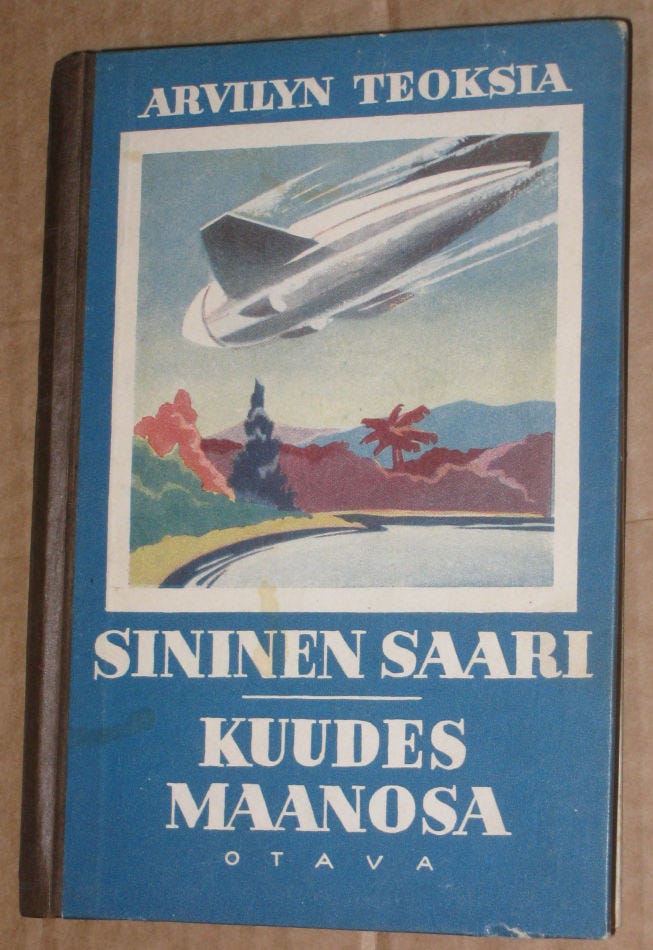 ARVILYN TEOKSIA
SININEN SAARI
KUUDES
MAANOSA
OTAVA